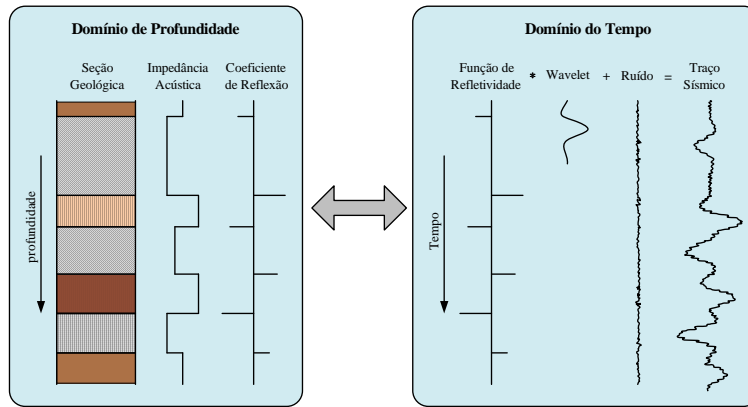 Domínio de Profundidade
Seção Geológica
Impedância Acústica
Coeficiente de Reflexão
profundidade
Domínio do Tempo
Função de Refletividade
*
Wavelet
+
Ruído
=
Traço Sísmico
Tempo